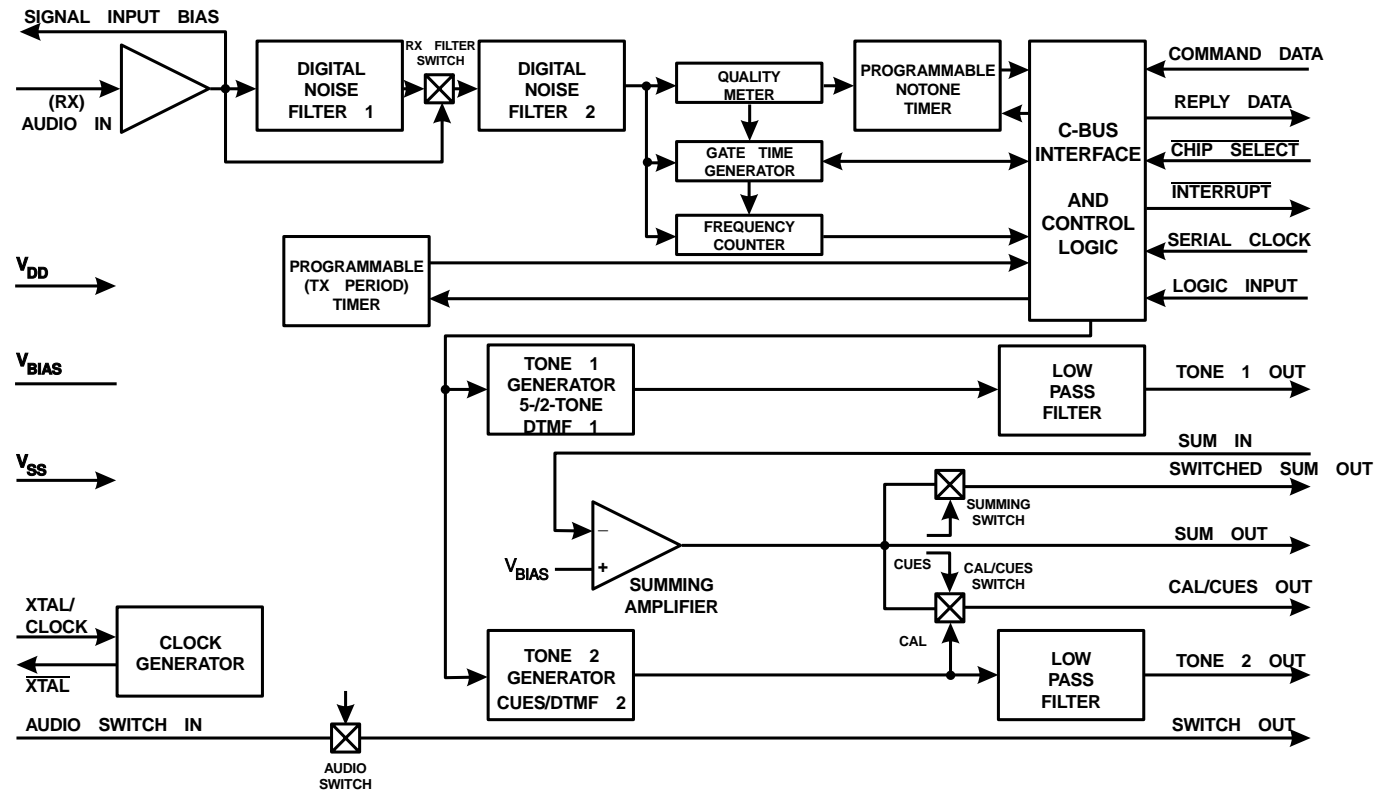 SIGNAL INPUT BIAS
(RX)
AUDIO IN
DIGITAL
NOISE
FILTER 1
RX FILTER
SWITCH
DIGITAL
NOISE
FILTER 2
QUALITY
METER
PROGRAMMABLE
NOTONE
TIMER
GATE TIME
GENERATOR
FREQUENCY
COUNTER
C-BUS
INTERFACE
AND
CONTROL
LOGIC
COMMAND DATA
REPLY DATA
CHIP SELECT
INTERRUPT
SERIAL CLOCK
LOGIC INPUT
PROGRAMMABLE
(TX PERIOD)
TIMER
VDD
VBIAS
VSS
TONE 1
GENERATOR
5-/2-TONE
DTMF 1
LOW
PASS
FILTER
TONE 1 OUT
SUM IN
SWITCHED SUM OUT
SUMMING
SWITCH
SUM OUT
–
+
VBIAS
SUMMING
AMPLIFIER
CUES
CAL/CUES
SWITCH
CAL/CUES OUT
CAL
XTAL/
CLOCK
XTAL
CLOCK
GENERATOR
TONE 2
GENERATOR
CUES/DTMF 2
LOW
PASS
FILTER
TONE 2 OUT
AUDIO SWITCH IN
AUDIO
SWITCH
SWITCH OUT